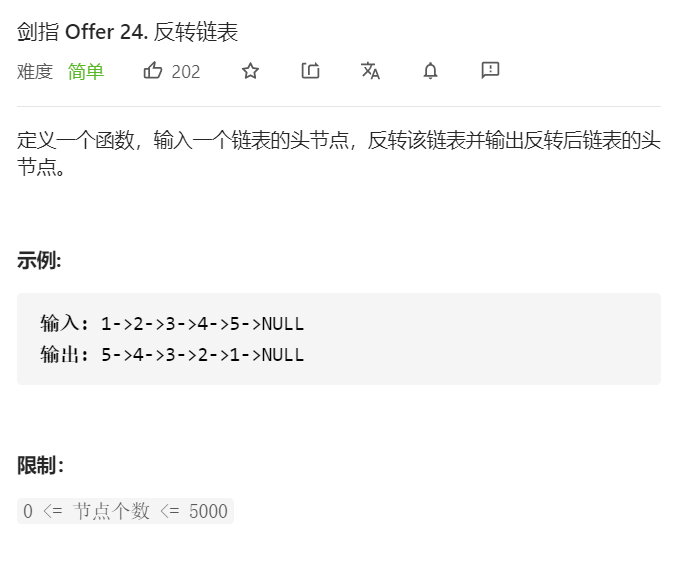 剑指 Offer 24. 反转链表
难度 简单 202
定义一个函数，输入一个链表的头节点，反转该链表并输出反转后链表的头
节点。
示例:
输入: 1->2->3->4->5->NULL
输出: 5->4->3->2->1->NULL
限制：
0 <= 节点个数 <= 5000